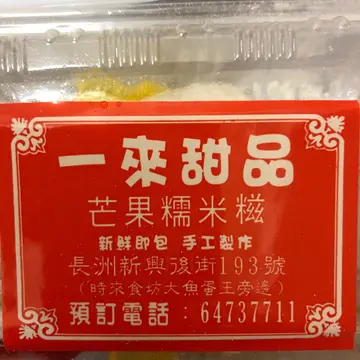 一來甜品
芒果糯米糍
新鮮即包 手工製作
長洲新興後街193號
(時來食坊大魚蛋王旁邊)
預訂電話：64737711